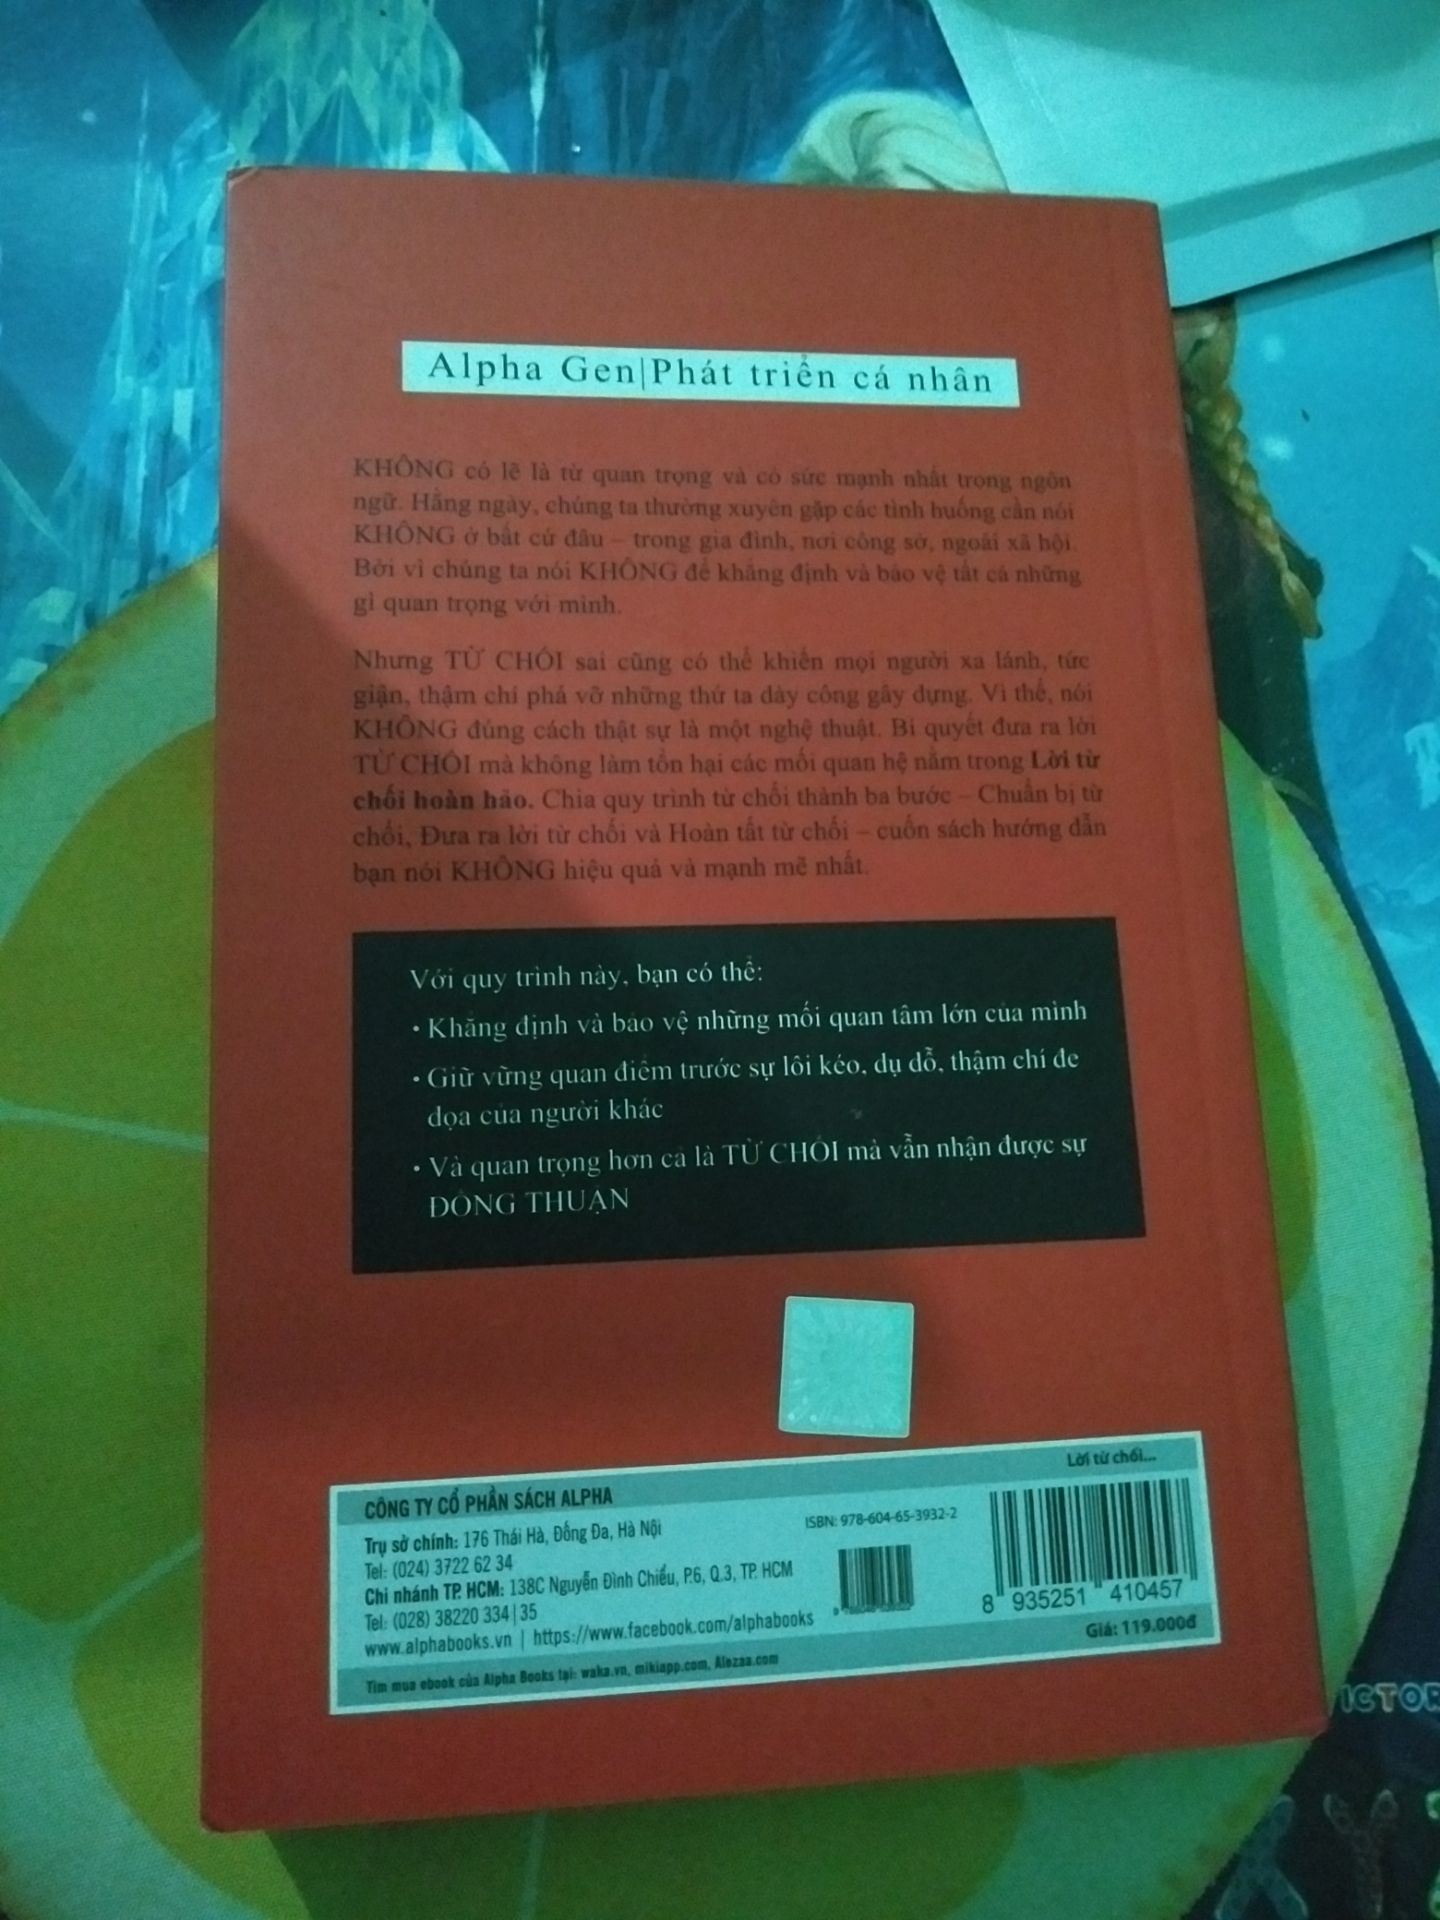 Alpha Gen|Phát triển cá nhân
KHÔNG có lẽ là từ quan trọng và có sức mạnh nhất trong ngôn
ngữ. Hằng ngày, chúng ta thường xuyên gặp các tình huống cần nói
KHÔNG ở bất cứ đâu – trong gia đình, nơi công sở, ngoài xã hội.
Bởi vì chúng ta nói KHÔNG để khẳng định và bảo vệ tất cả những
gì quan trọng với mình.
Nhưng TỪ CHỐI sai cũng có thể khiến mọi người xa lánh, tức
giận, thậm chí phá vỡ những thứ ta dày công gây dựng. Vì thế, nói
KHÔNG đúng cách thật sự là một nghệ thuật. Bí quyết đưa ra lời
TỪ CHỐI mà không làm tổn hại các mối quan hệ nằm trong Lời từ
chối hoàn hảo. Chia quy trình từ chối thành ba bước – Chuẩn bị từ
chối, Đưa ra lời từ chối và Hoàn tất từ chối – cuốn sách hướng dẫn
bạn nói KHÔNG hiệu quả và mạnh mẽ nhất.
Với quy trình này, bạn có thể:
• Khẳng định và bảo vệ những mối quan tâm lớn của mình
• Giữ vững quan điểm trước sự lôi kéo, dụ dỗ, thậm chí đe
dọa của người khác
• Và quan trọng hơn cả là TỪ CHỐI mà vẫn nhận được sự
ĐỒNG THUẬN
Lời từ chối...
CÔNG TY CỔ PHẦN SÁCH ALPHA
Trụ sở chính: 176 Thái Hà, Đống Đa, Hà Nội
Tel: (024) 3722 62 34
Chi nhánh TP. HCM: 138C Nguyễn Đình Chiểu, P.6, Q.3, TP. HCM
Tel: (028) 38220 334|35
www.alphabooks.vn | https://www.facebook.com/alphabooks
Tìm mua ebook của Alpha Books tại: waka.vn, mikiapp.com, Alezaa.com
ISBN: 978-604-65-3932-2
8 935251 410457
Giá: 119.000đ
VICTOR